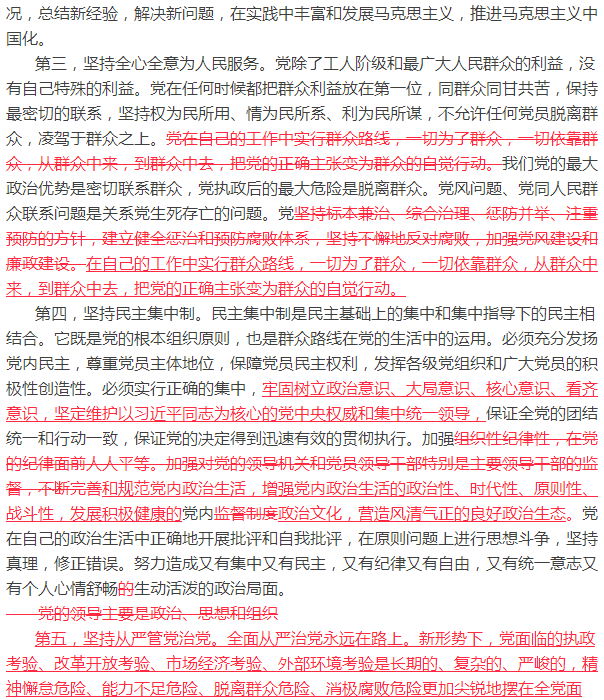 况，总结新经验，解决新问题，在实践中丰富和发展马克思主义，推进马克思主义中
国化。
第三，坚持全心全意为人民服务。党除了工人阶级和最广大人民群众的利益，没
有自己特殊的利益。党在任何时候都把群众利益放在第一位，同群众同甘共苦，保持
最密切的联系，坚持权为民所用、情为民所系、利为民所谋，不允许任何党员脱离群
众，凌驾于群众之上。党在自己的工作中实行群众路线，一切为了群众，一切依靠群
众，从群众中来，到群众中去，把党的正确主张变为群众的自觉行动。我们党的最大
政治优势是密切联系群众，党执政后的最大危险是脱离群众。党风问题、党同人民群
众联系问题是关系党生死存亡的问题。党坚持标本兼治、综合治理、惩防并举、注重
预防的方针，建立健全惩治和预防腐败体系，坚持不懈地反对腐败，加强党风建设和
廉政建设。在自己的工作中实行群众路线，一切为了群众，一切依靠群众，从群众中
来，到群众中去，把党的正确主张变为群众的自觉行动。
第四，坚持民主集中制。民主集中制是民主基础上的集中和集中指导下的民主相
结合。它既是党的根本组织原则，也是群众路线在党的生活中的运用。必须充分发扬
党内民主，尊重党员主体地位，保障党员民主权利，发挥各级党组织和广大党员的积
极性创造性。必须实行正确的集中，牢固树立政治意识、大局意识、核心意识、看齐
意识，坚定维护以习近平同志为核心的党中央权威和集中统一领导，保证全党的团结
统一和行动一致，保证党的决定得到迅速有效的贯彻执行。加强组织性纪律性，在党
的纪律面前人人平等。加强对党的领导机关和党员领导干部特别是主要领导干部的监
督，不断完善和规范党内政治生活，增强党内政治生活的政治性、时代性、原则性、
战斗性，发展积极健康的党内监督制度政治文化，营造风清气正的良好政治生态。党
在自己的政治生活中正确地开展批评和自我批评，在原则问题上进行思想斗争，坚持
真理，修正错误。努力造成又有集中又有民主，又有纪律又有自由，又有统一意志又
有个人心情舒畅的生动活泼的政治局面。
党的领导主要是政治、思想和组织
第五，坚持从严管党治党。全面从严治党永远在路上。新形势下，党面临的执政
考验、改革开放考验、市场经济考验、外部环境考验是长期的、复杂的、严峻的，精
神懈怠危险、能力不足危险、脱离群众危险、消极腐败危险更加尖锐地摆在全党面